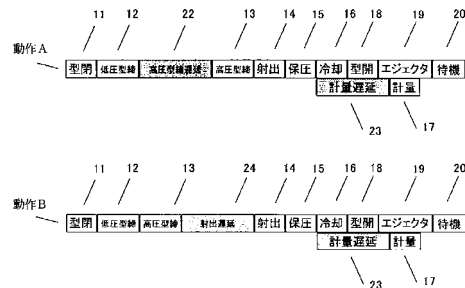 11 12 22 13 14 15 16 18 19 20
動作A
型閉 低圧型締 高圧型締遅延 高圧型締 射出 保圧 冷却 型開 エジェクタ 待機
計量遅延 計量
23 17
11 12 13 24 14 15 16 18 19 20
動作B
型閉 低圧型締 高圧型締 射出遅延 射出 保圧 冷却 型開 エジェクタ 待機
計量遅延 計量
23 17